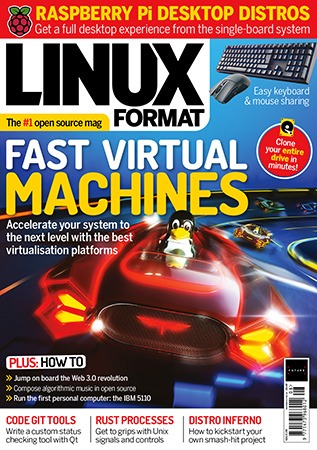 RASPBERRY Pi DESKTOP DISTROS
Get a full desktop experience from the single-board system
LINUX
FORMAT
The #1 open source mag
Easy keyboard
& mouse sharing
FAST VIRTUAL
MACHINES
Clone
your entire
drive in
minutes!
Accelerate your system to
the next level with the best
virtualisation platforms
PLUS: HOW TO
» Jump on board the Web 3.0 revolution
» Compose algorithmic music in open source
» Run the first personal computer: the IBM 5110
FUTURE
CODE GIT TOOLS
Write a custom status
checking tool with Qt
RUST PROCESSES
Get to grips with Unix
signals and controls
DISTRO INFERNO
How to kickstart your
own smash-hit project